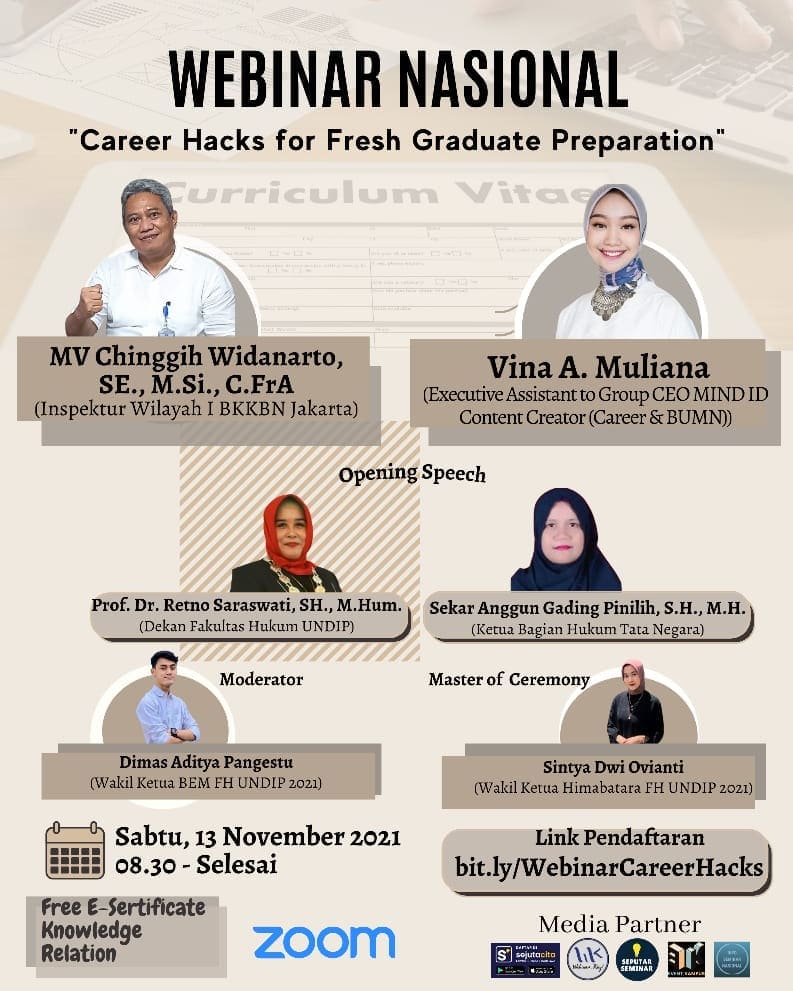 WEBINAR NASIONAL
"Career Hacks for Fresh Graduate Preparation"
Curriculum Vitae
MV Chinggih Widanarto,
SE., M.Si., C.FrA
(Inspektur Wilayah I BKKBN Jakarta)
Vina A. Muliana
(Executive Assistant to Group CEO MIND ID
Content Creator (Career & BUMN))
Opening Speech
Prof. Dr. Retno Saraswati, SH., M.Hum.
(Dekan Fakultas Hukum UNDIP)
Sekar Anggun Gading Pinilih, S.H., M.H.
(Ketua Bagian Hukum Tata Negara)
Moderator
Dimas Aditya Pangestu
(Wakil Ketua BEM FH UNDIP 2021)
Master of Ceremony
Sintya Dwi Ovianti
(Wakil Ketua Himabatara FH UNDIP 2021)
Sabtu, 13 November 2021
08.30 - Selesai
Link Pendaftaran
bit.ly/WebinarCareerHacks
Free E-Sertificate
Knowledge
Relation
zoom
Media Partner
sejutacita
SEPUTAR
SEMINAR
EVENT KAMPUS
INFO
SEMINAR
NASIONAL